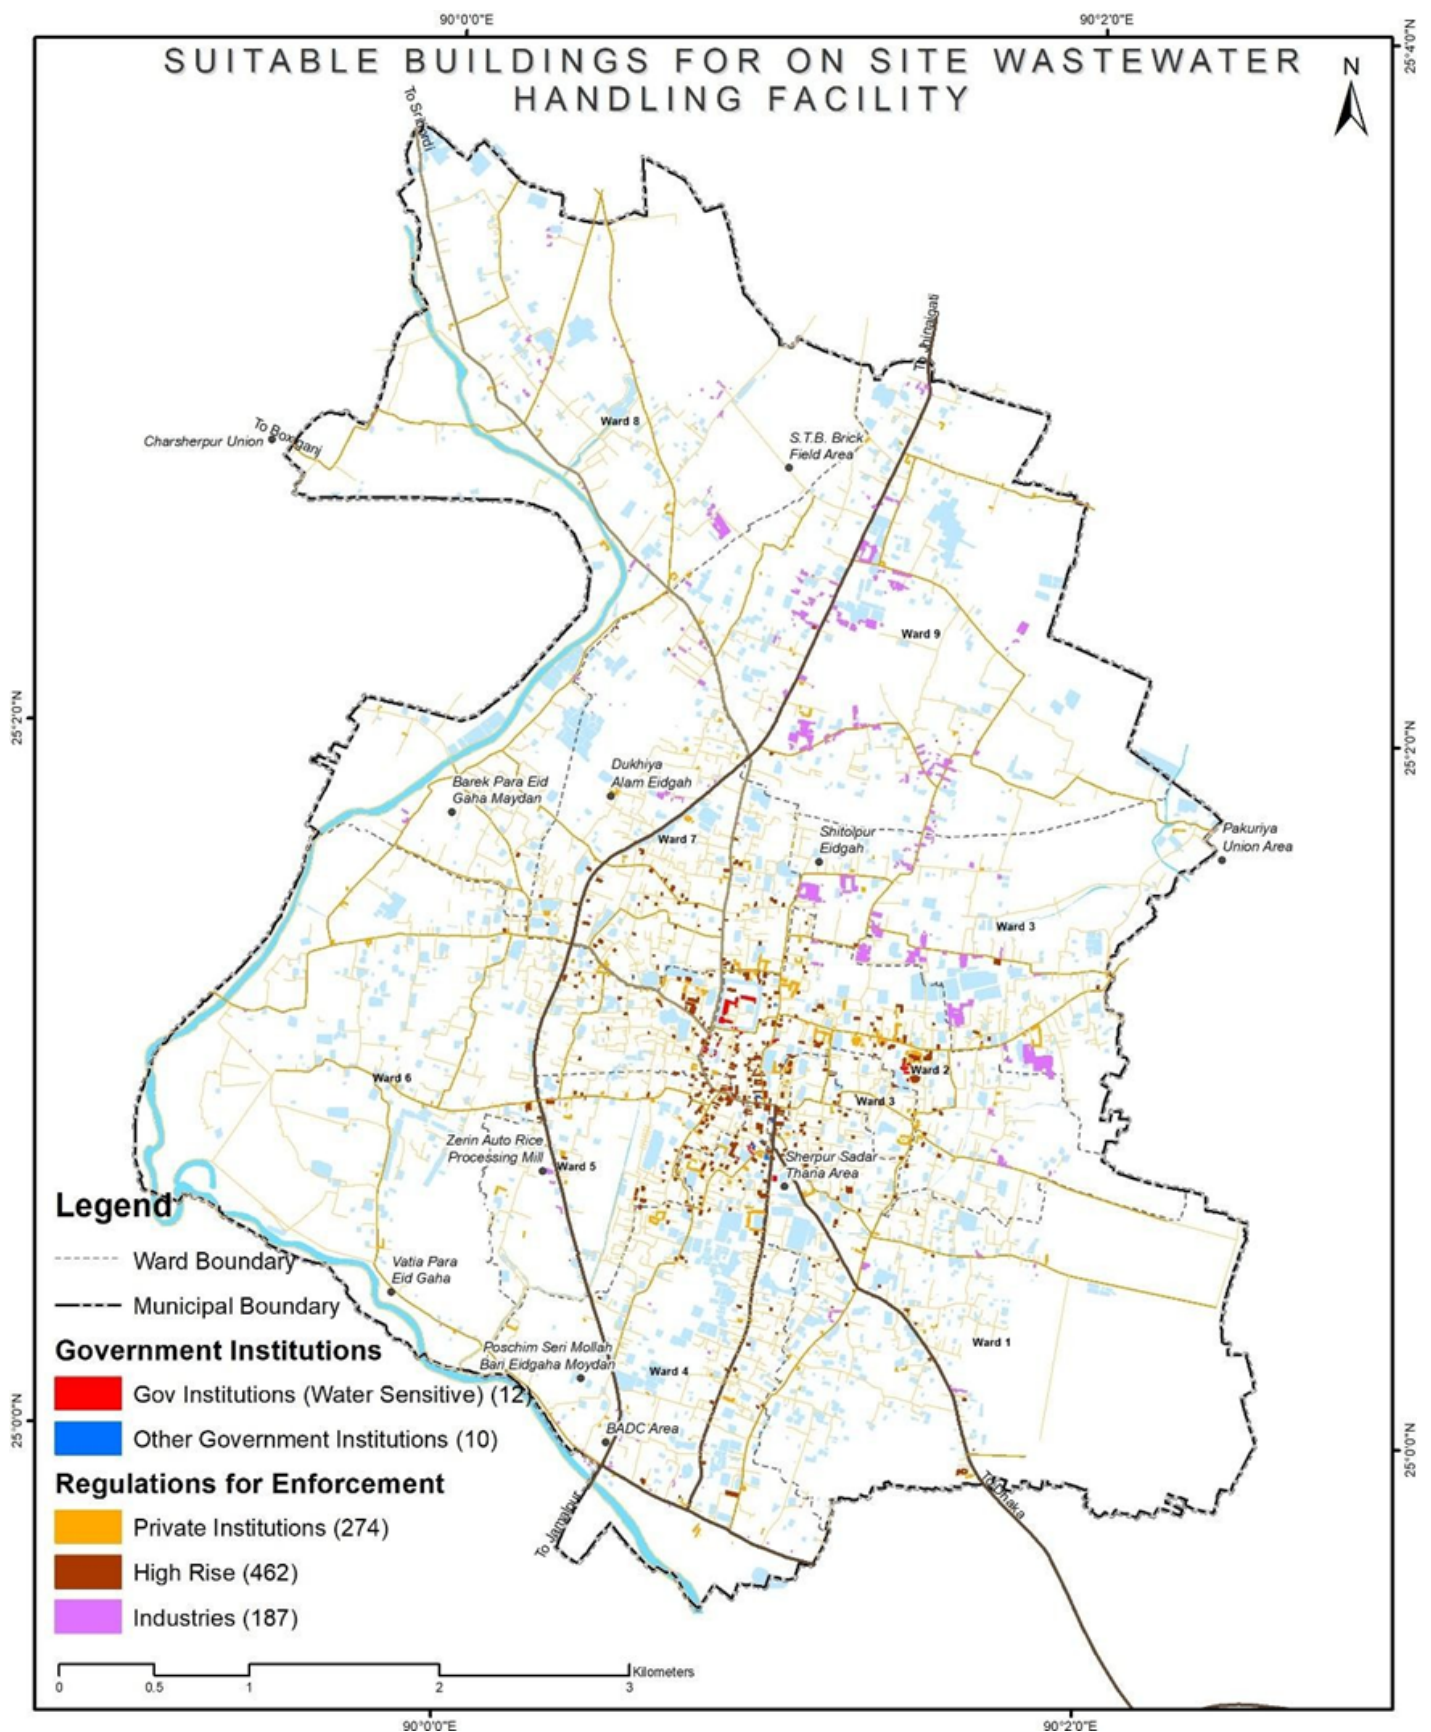 90°0'0"E
90°2'0"E
25°4'0"N
SUITABLE BUILDINGS FOR ON SITE WASTEWATER
HANDLING FACILITY
N
To Sribordi
To Jhinaigati
Ward 8
To Boxiganj
Charsherpur Union
S.T.B. Brick
Field Area
Ward 9
25°2'0"N
25°2'0"N
Dukhiya
Alam Eidgah
Barek Para Eid
Gaha Maydan
Ward 7
Shitolpur
Eidgah
Pakuriya
Union Area
Ward 3
Ward 6
Ward 2
Ward 3
Zerin Auto Rice
Processing Mill
Ward 5
Sherpur Sadar
Thana Area
Vatia Para
Eid Gaha
Poschim Seri Mollah
Bari Eidgaha Moydan
Ward 4
Ward 1
BADC Area
To Jamalpur
To Dhaka
25°0'0"N
25°0'0"N
Legend
Ward Boundary
Municipal Boundary
Government Institutions
Gov Institutions (Water Sensitive) (12)
Other Government Institutions (10)
Regulations for Enforcement
Private Institutions (274)
High Rise (462)
Industries (187)
Kilometers
0 0.5 1 2 3
90°0'0"E
90°2'0"E